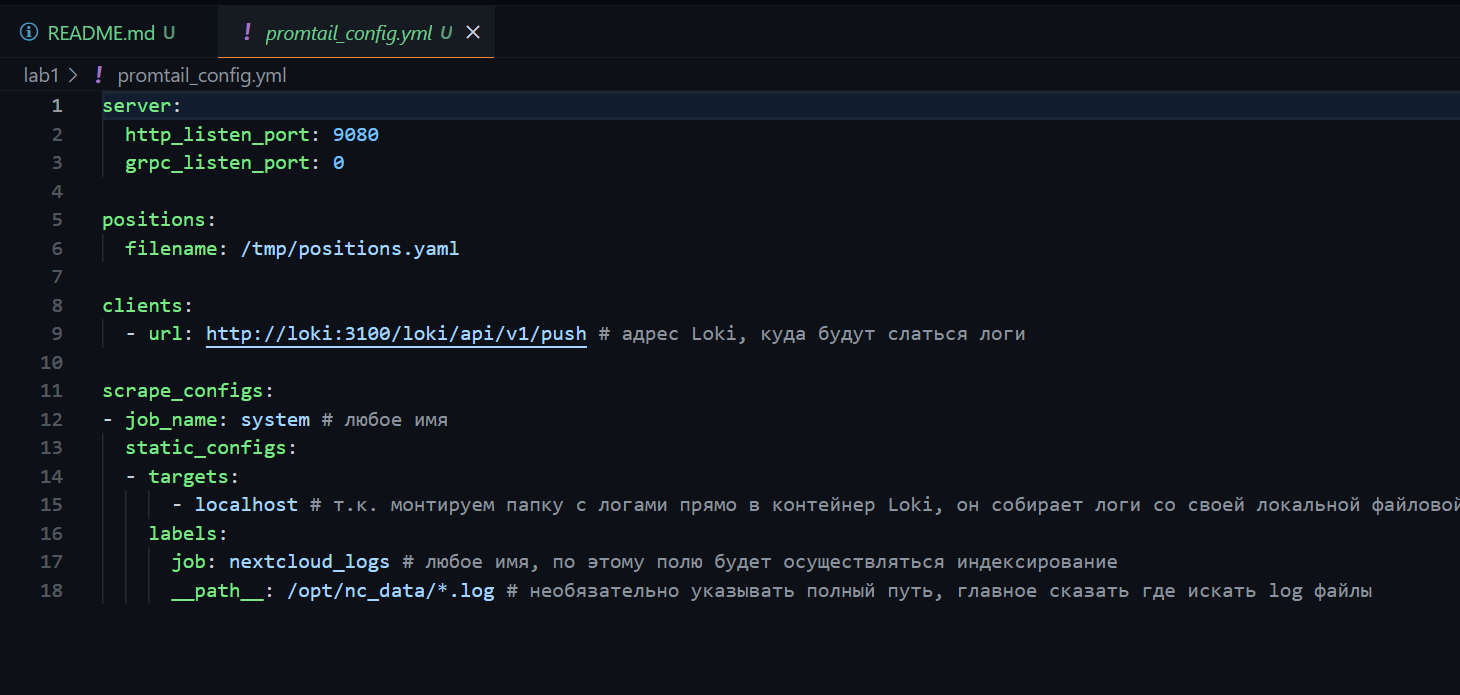 README.md U
! promtail_config.yml U
lab1 > ! promtail_config.yml
1 server:
2   http_listen_port: 9080
3   grpc_listen_port: 0
4
5 positions:
6   filename: /tmp/positions.yaml
7
8 clients:
9   - url: http://loki:3100/loki/api/v1/push # адрес Loki, куда будут слаться логи
10
11 scrape_configs:
12 - job_name: system # любое имя
13   static_configs:
14   - targets:
15       - localhost # т.к. монтируем папку с логами прямо в контейнер Loki, он собирает логи со своей локальной файловой
16     labels:
17       job: nextcloud_logs # любое имя, по этому полю будет осуществляться индексирование
18       __path__: /opt/nc_data/*.log # необязательно указывать полный путь, главное сказать где искать log файлы